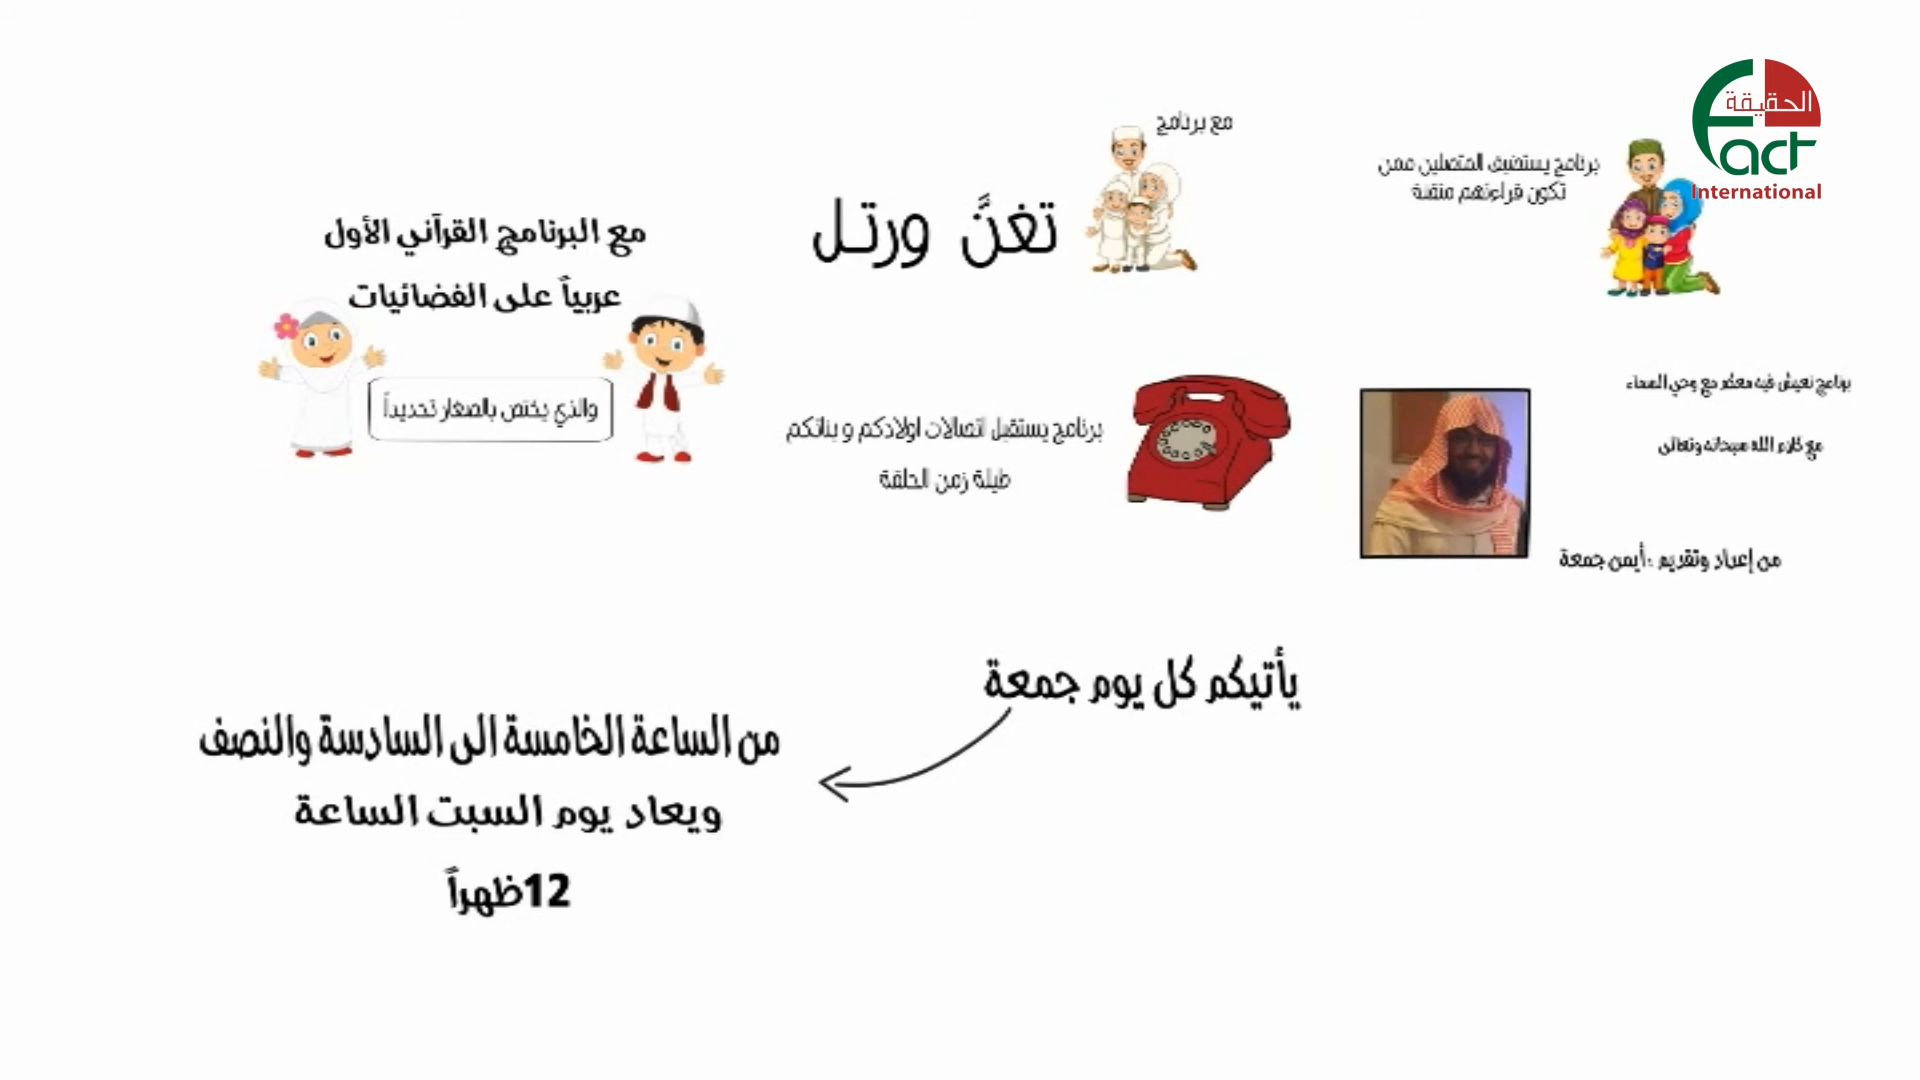 الحقيقة
Fact
International
برنامج يستضيف المتصلين ممن
تكون قراءتهم متقنة
مع برنامج
تغنَّ ورتل
مع البرنامج القرآني الأول
عربياً على الفضائيات
والذي يختص بالصغار تحديداً
برنامج يستقبل اتصالات اولادكم و بناتكم
طيلة زمن الحلقة
برنامج نعيش فيه معكم مع وحي السماء
مع كلام الله سبحانه وتعالى
من إعداد وتقديم :أيمن جمعة
يأتيكم كل يوم جمعة
من الساعة الخامسة الى السادسة والنصف
ويعاد يوم السبت الساعة
12ظهراً